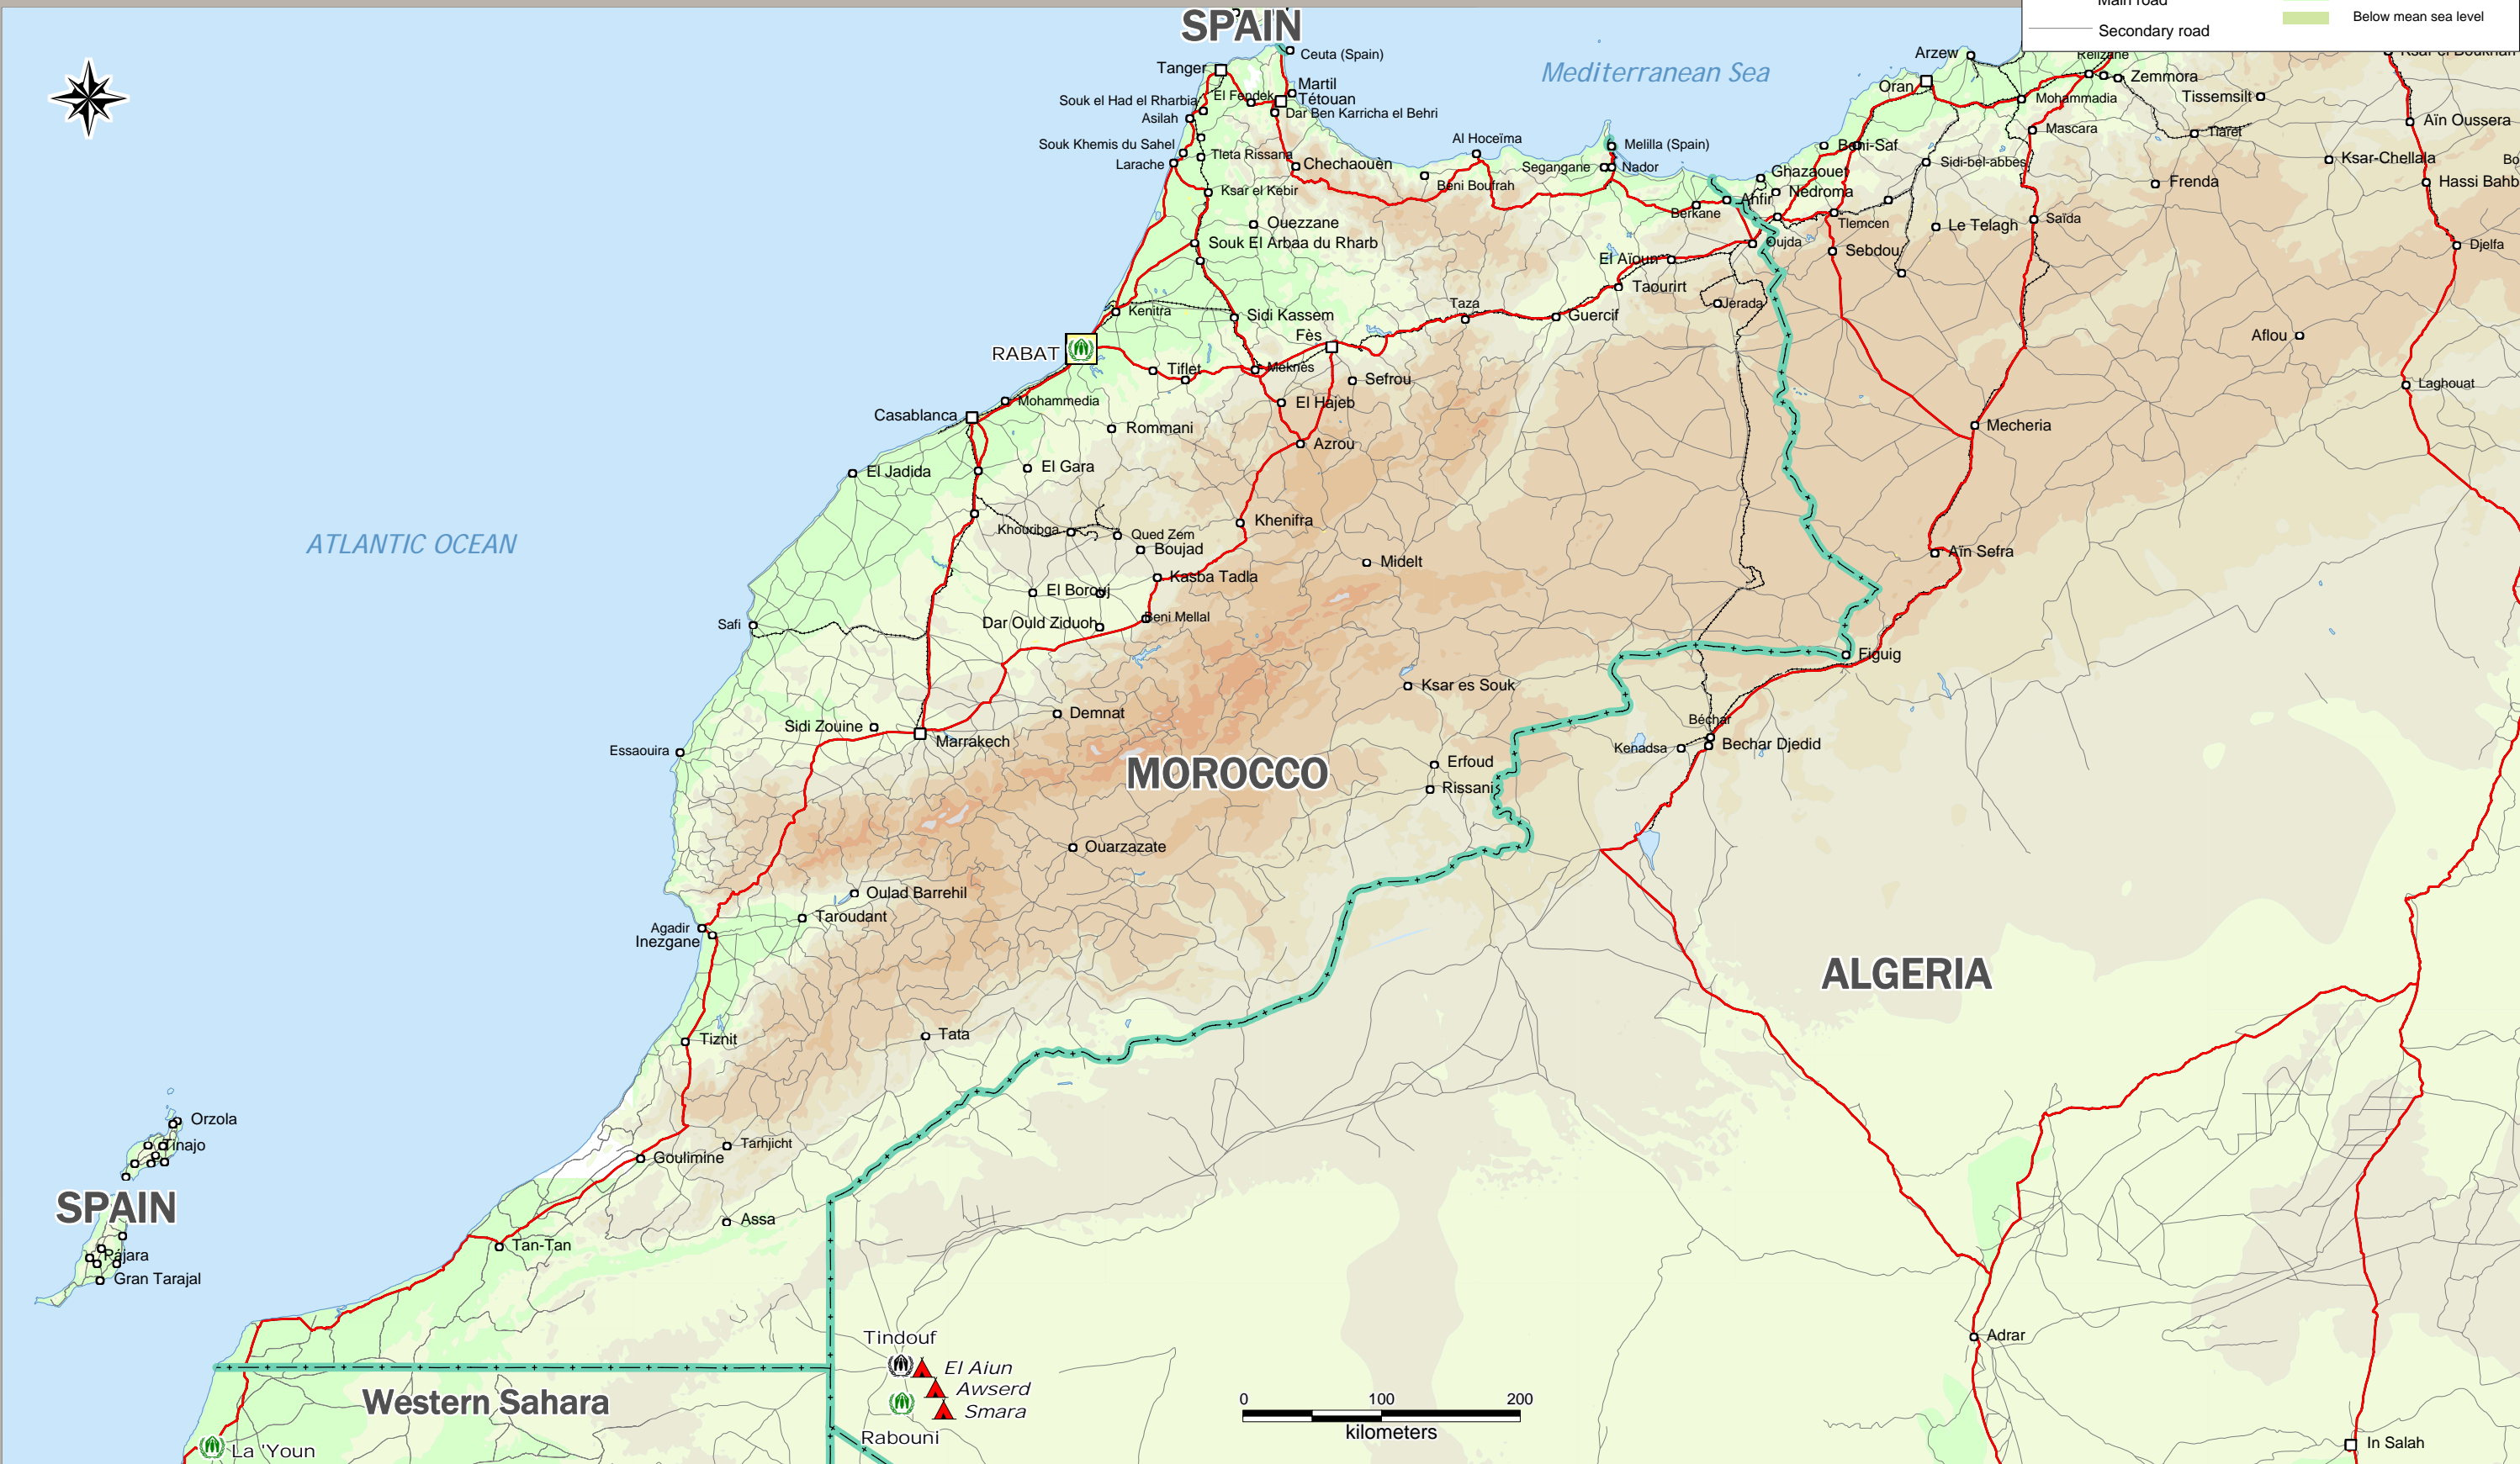 SPAIN
Main road
Below mean sea level
Secondary road
Ceuta (Spain)
Tanger
Mediterranean Sea
Arzew
Relizane
Zemmora
Martil
Oran
El Fendek
Tétouan
Souk el Had el Rharbia
Mohammadia
Tissemsilt
Asilah
Dar Ben Karricha el Behri
Aïn Oussera
Mascara
Tiaret
Al Hoceïma
Souk Khemis du Sahel
Melilla (Spain)
Beni-Saf
Larache
Tleta Rissana
Chechaouèn
Segangane
Nador
Sidi-bel-abbes
Ksar-Chellala
Ghazaouet
Beni Boufrah
Frenda
Hassi Bahb
Ksar el Kebir
Nedroma
Ahfir
Berkane
Ouezzane
Tlemcen
Le Telagh
Saïda
Souk El Arbaa du Rharb
Oujda
Sebdou
Djelfa
El Aïoun
Taourirt
Jerada
Taza
Kenitra
Sidi Kassem
Guercif
Fès
Aflou
RABAT
Tiflet
Meknès
Sefrou
Laghouat
Mohammedia
El Hajeb
Casablanca
Rommani
Azrou
Mecheria
El Jadida
El Gara
Khenifra
Khouribga
Qued Zem
ATLANTIC OCEAN
Boujad
Aïn Sefra
Midelt
Kasba Tadla
El Borouj
Beni Mellal
Safi
Dar Ould Ziduoh
Figuig
Ksar es Souk
Demnat
Sidi Zouine
Béchar
Marrakech
Bechar Djedid
Essaouira
Kenadsa
Erfoud
MOROCCO
Rissani
Ouarzazate
Oulad Barrehil
Taroudant
Agadir
Inezgane
ALGERIA
Tata
Tiznit
Orzola
Tinajo
Tarhjicht
Goulimine
SPAIN
Assa
Tan-Tan
Pájara
Gran Tarajal
Tindouf
Adrar
El Aiun
Awserd
Smara
Western Sahara
0 100 200
kilometers
Rabouni
La 'Youn
In Salah